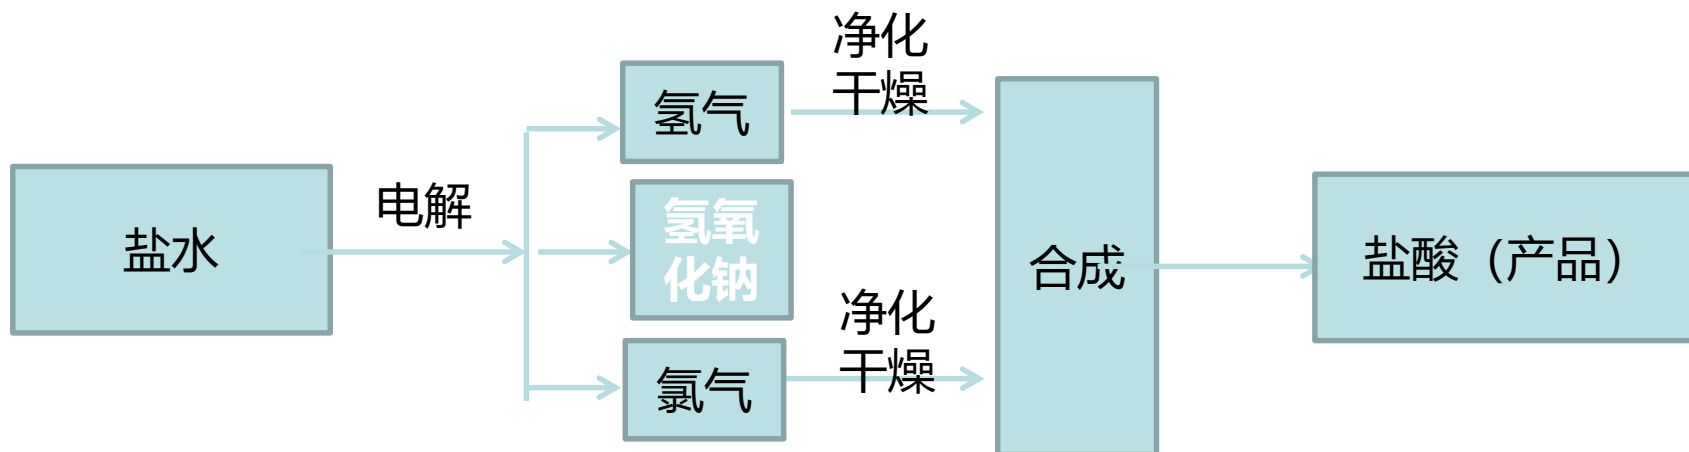 盐水
电解
氢气
净化
干燥
氢氧
化钠
氯气
净化
干燥
合成
盐酸（产品）